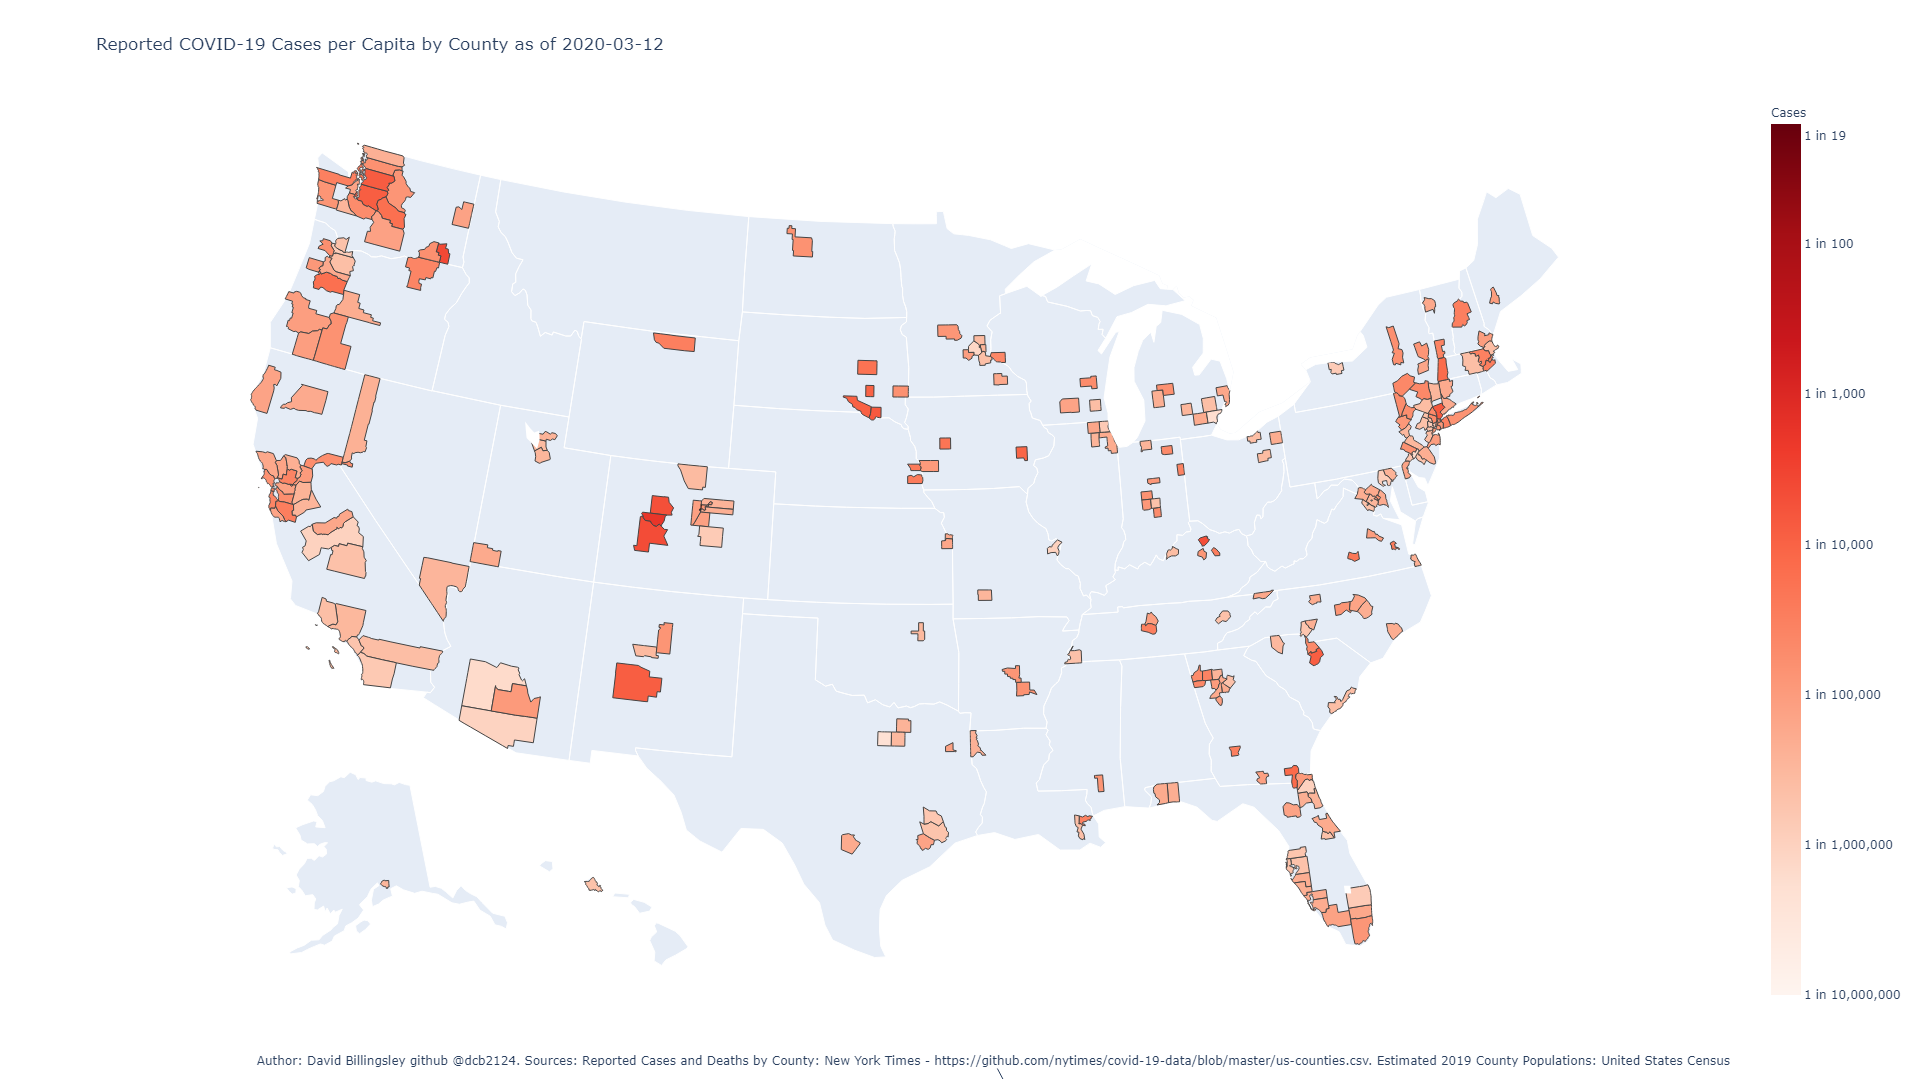 Reported COVID-19 Cases per Capita by County as of 2020-03-12
Cases
1 in 19
1 in 100
1 in 1,000
1 in 10,000
1 in 100,000
1 in 1,000,000
1 in 10,000,000
Author: David Billingsley github @dcb2124. Sources: Reported Cases and Deaths by County: New York Times - https://github.com/nytimes/covid-19-data/blob/master/us-counties.csv. Estimated 2019 County Populations: United States Census